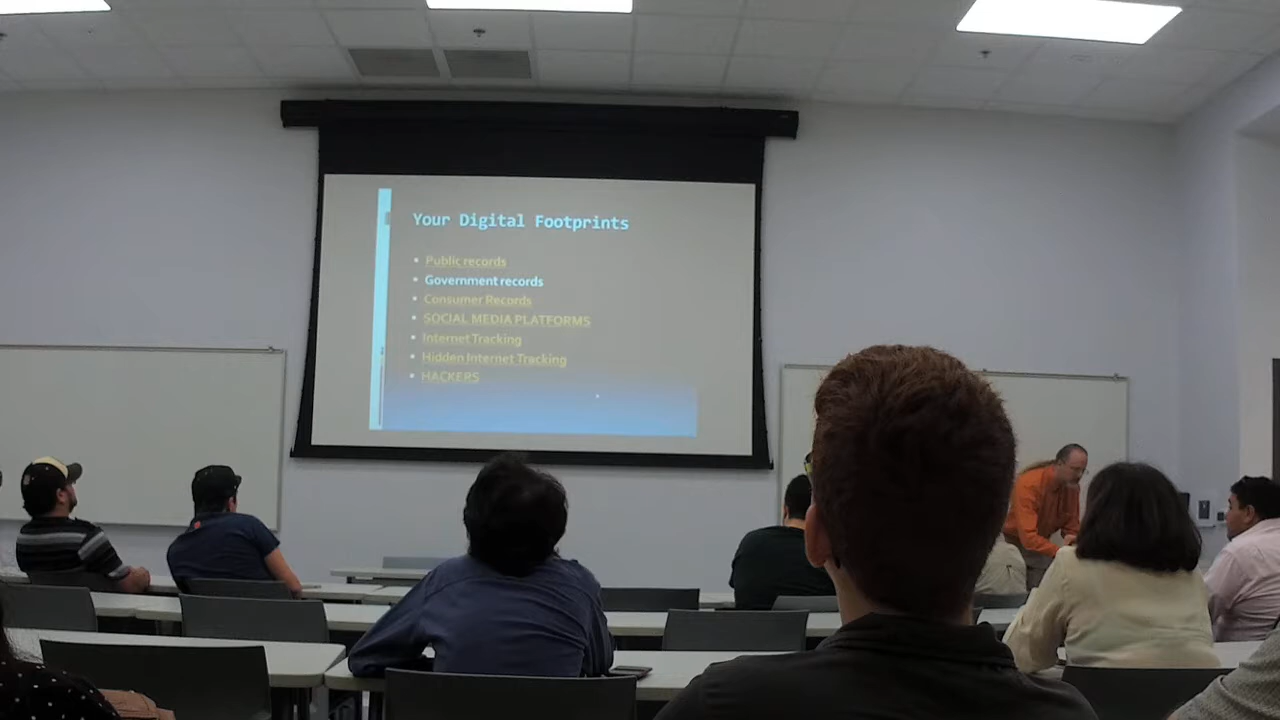 Your Digital Footprints
Public records
Government records
Consumer Records
SOCIAL MEDIA PLATFORMS
Internet Tracking
Hidden Internet Tracking
HACKERS